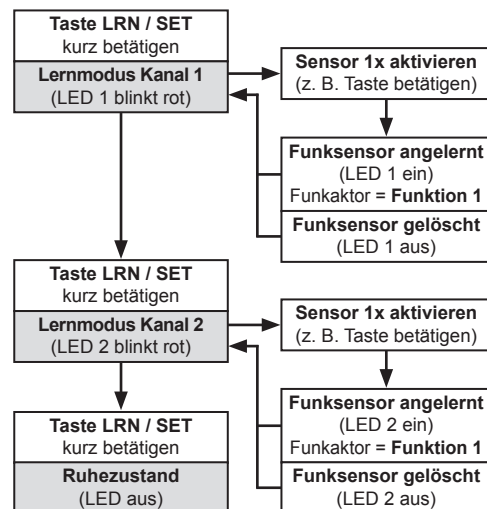 Taste LRN / SET
kurz betätigen
Lernmodus Kanal 1
(LED 1 blinkt rot)
Sensor 1x aktivieren
(z. B. Taste betätigen)
Funksensor angelernt
(LED 1 ein)
Funkaktor = Funktion 1
Funksensor gelöscht
(LED 1 aus)
Taste LRN / SET
kurz betätigen
Lernmodus Kanal 2
(LED 2 blinkt rot)
Sensor 1x aktivieren
(z. B. Taste betätigen)
Funksensor angelernt
(LED 2 ein)
Funkaktor = Funktion 1
Funksensor gelöscht
(LED 2 aus)
Taste LRN / SET
kurz betätigen
Ruhezustand
(LED aus)